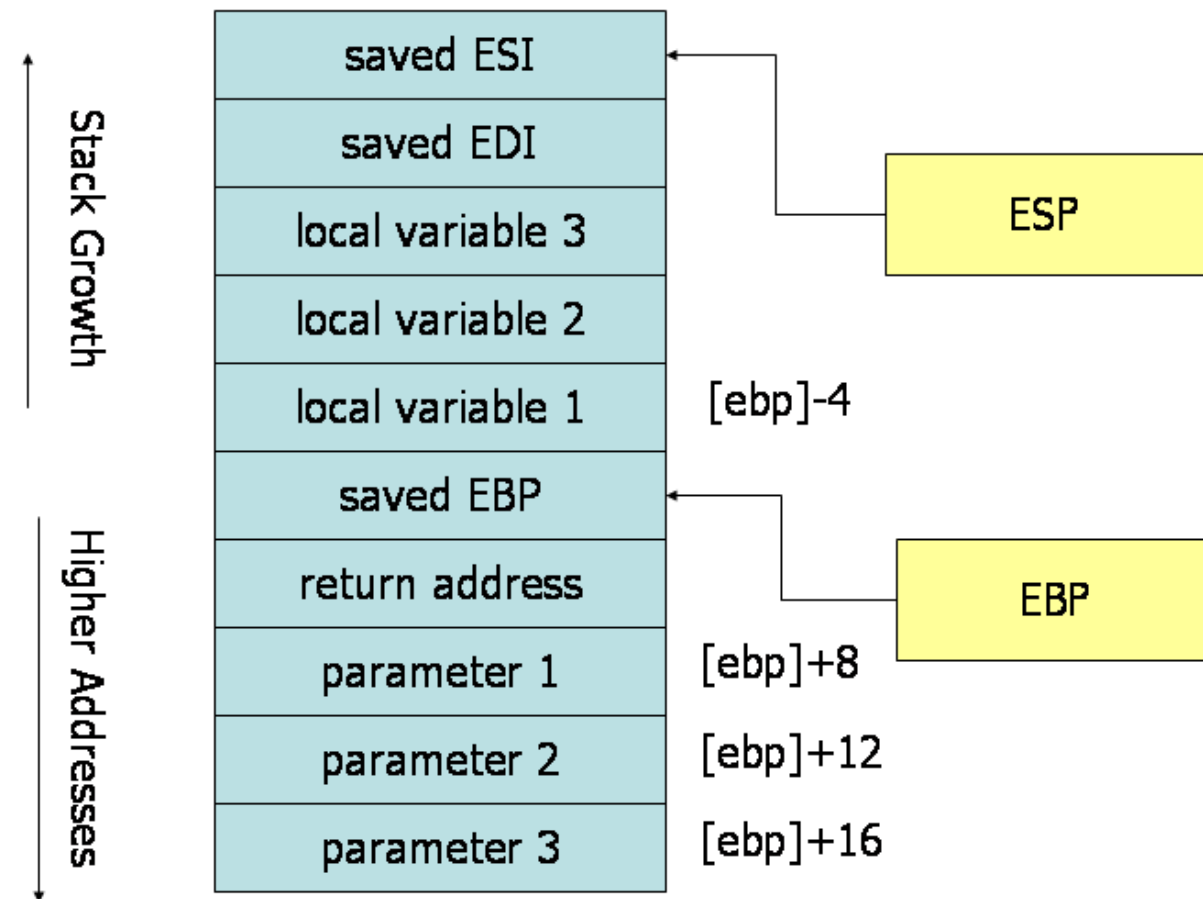 saved ESI
saved EDI
local variable 3
local variable 2
local variable 1
saved EBP
return address
parameter 1
parameter 2
parameter 3
[ebp]-4
[ebp]+8
[ebp]+12
[ebp]+16
ESP
EBP
Stack Growth
Higher Addresses